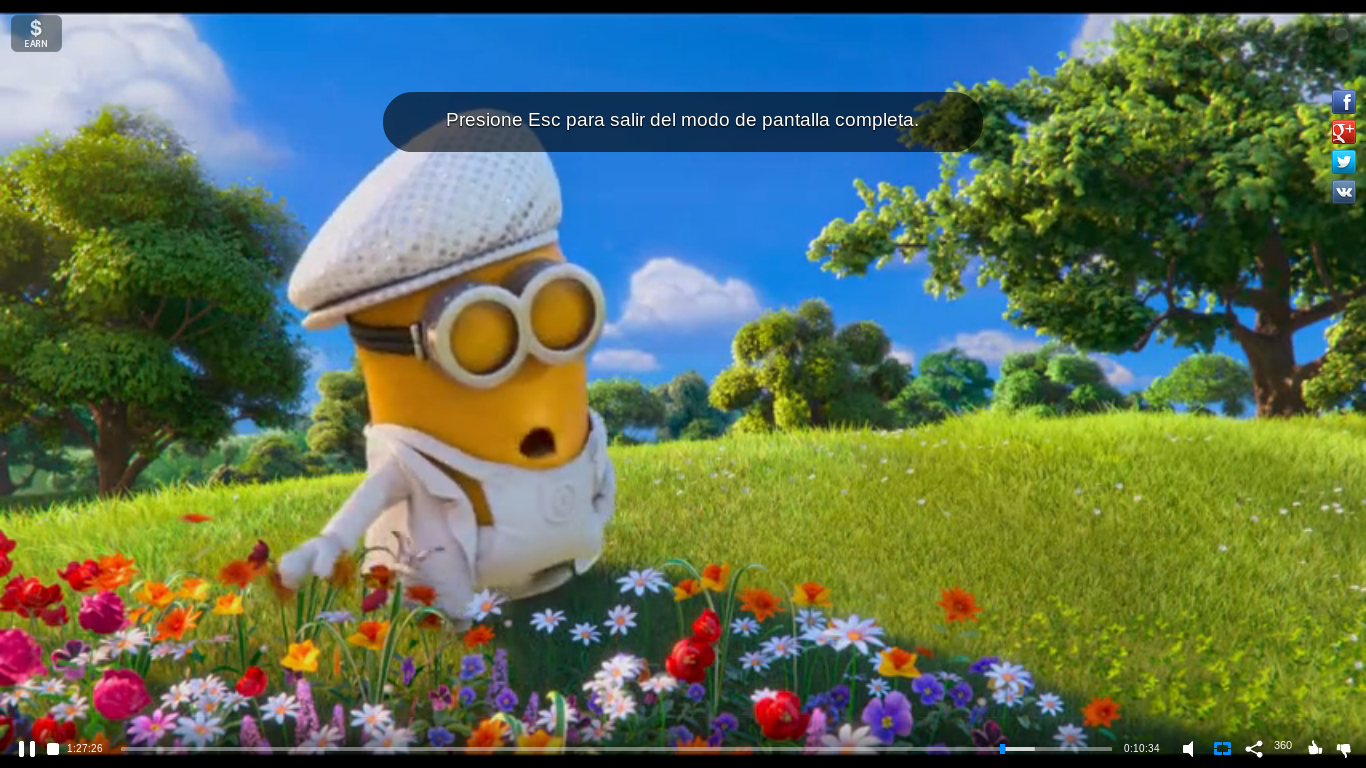 $
EARN
Presione Esc para salir del modo de pantalla completa.
f
g+
1:27:26
0:10:34
360